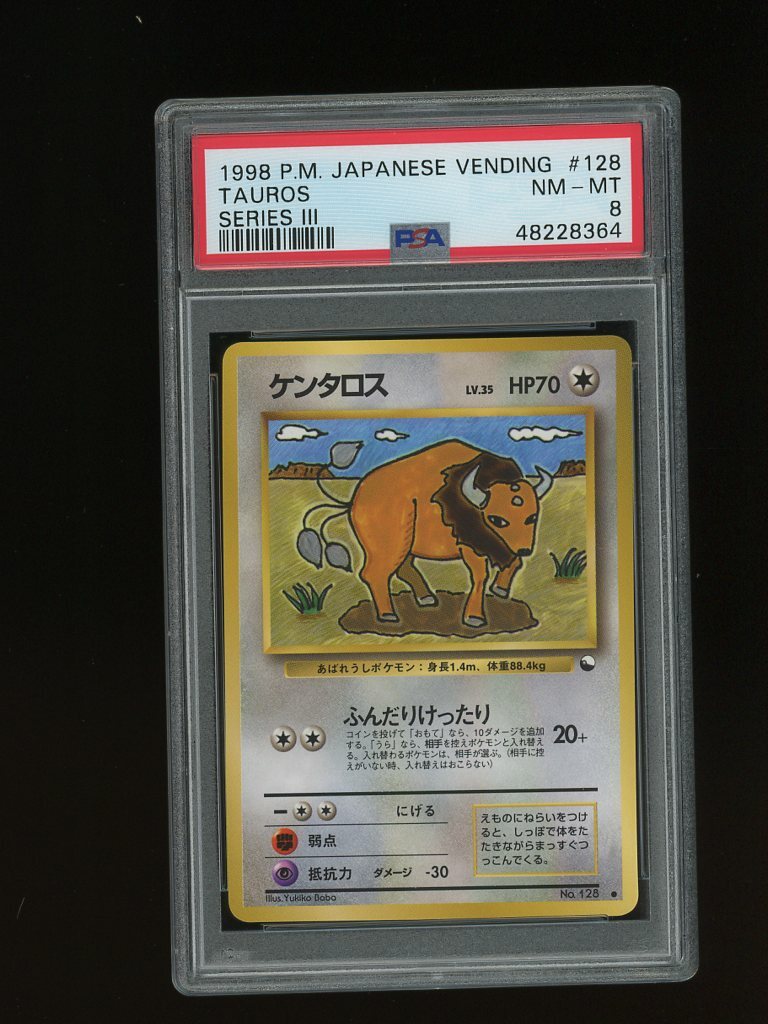 1998 P.M. JAPANESE VENDING #128
TAUROS NM - MT
SERIES III 8
PSA 48228364
ケンタロス LV.35 HP70
あばれうしポケモン：身長1.4m、体重88.4kg
ふんだりけったり
コインを投げて「おもて」なら、10ダメージを追加
する。「うら」なら、相手を控えポケモンと入れ替え
る。入れ替わるポケモンは、相手が選ぶ。（相手に控
えがいない時、入れ替えはおこらない）
20+
にげる
弱点
抵抗力 ダメージ -30
えものにねらいをつけ
ると、しっぽで体をた
たきながらまっすぐつ
っこんでくる。
Illus.Yukiko Baba No. 128